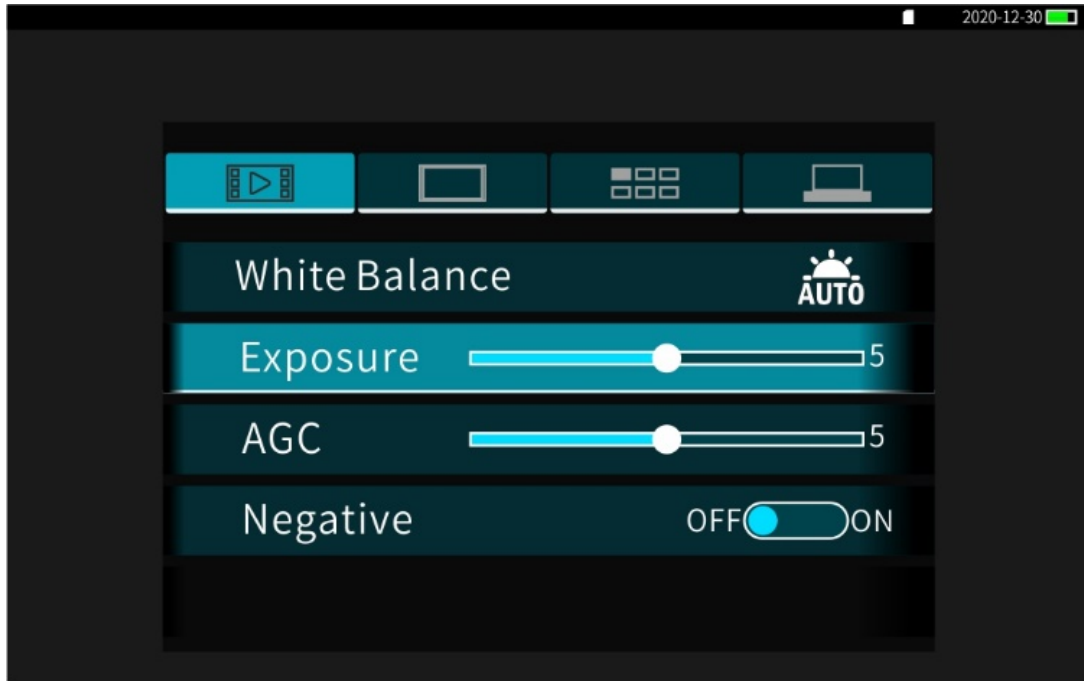 2020-12-30
White Balance
AUTO
Exposure 5
AGC 5
Negative OFF ON